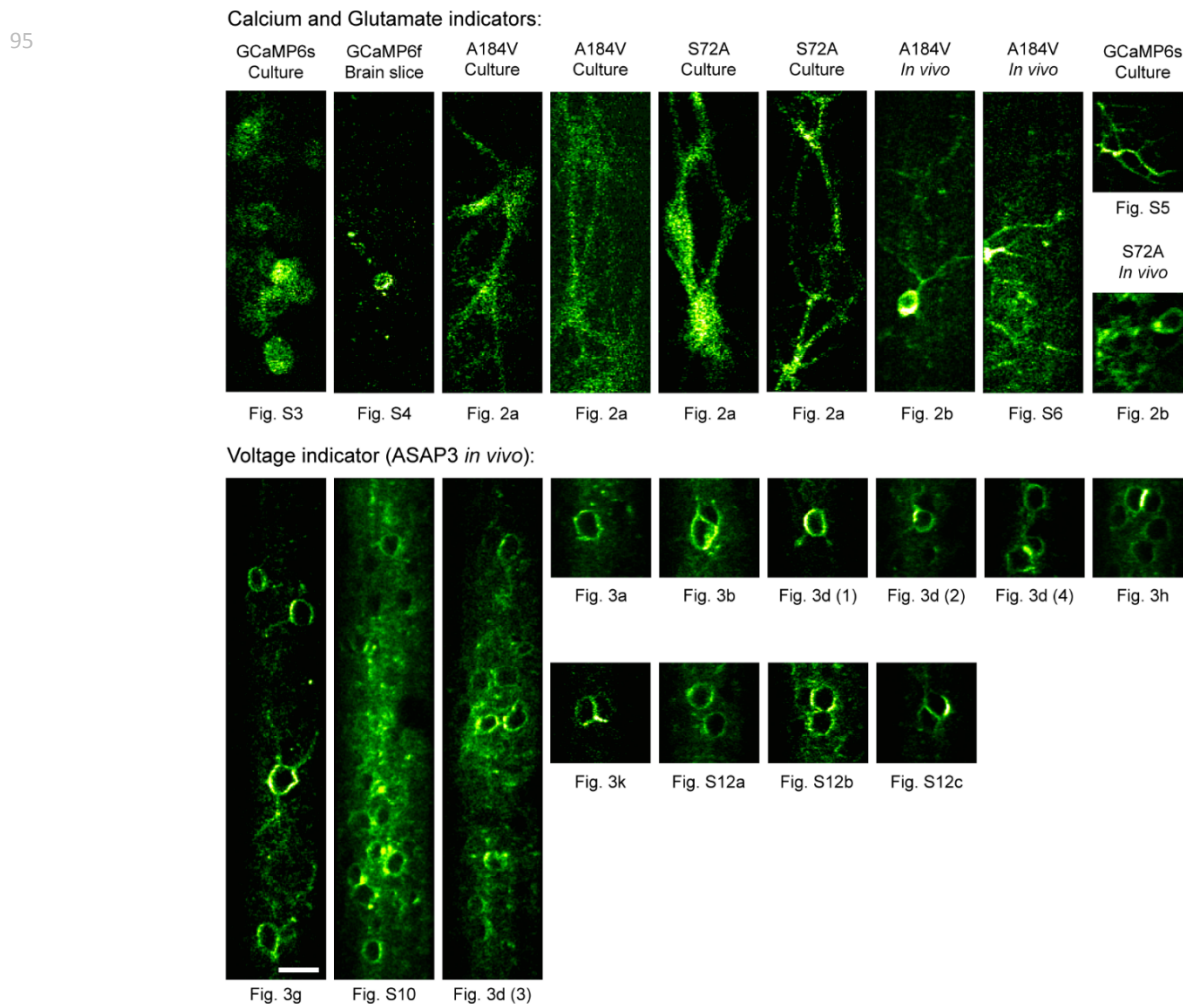 95
Calcium and Glutamate indicators:
GCaMP6s GCaMP6f A184V A184V S72A S72A A184V A184V GCaMP6s
Culture Brain slice Culture Culture Culture Culture In vivo In vivo Culture
Fig. S5
S72A
In vivo
Fig. S3 Fig. S4 Fig. 2a Fig. 2a Fig. 2a Fig. 2a Fig. 2b Fig. S6 Fig. 2b
Voltage indicator (ASAP3 in vivo):
Fig. 3a Fig. 3b Fig. 3d (1) Fig. 3d (2) Fig. 3d (4) Fig. 3h
Fig. 3k Fig. S12a Fig. S12b Fig. S12c
Fig. 3g Fig. S10 Fig. 3d (3)